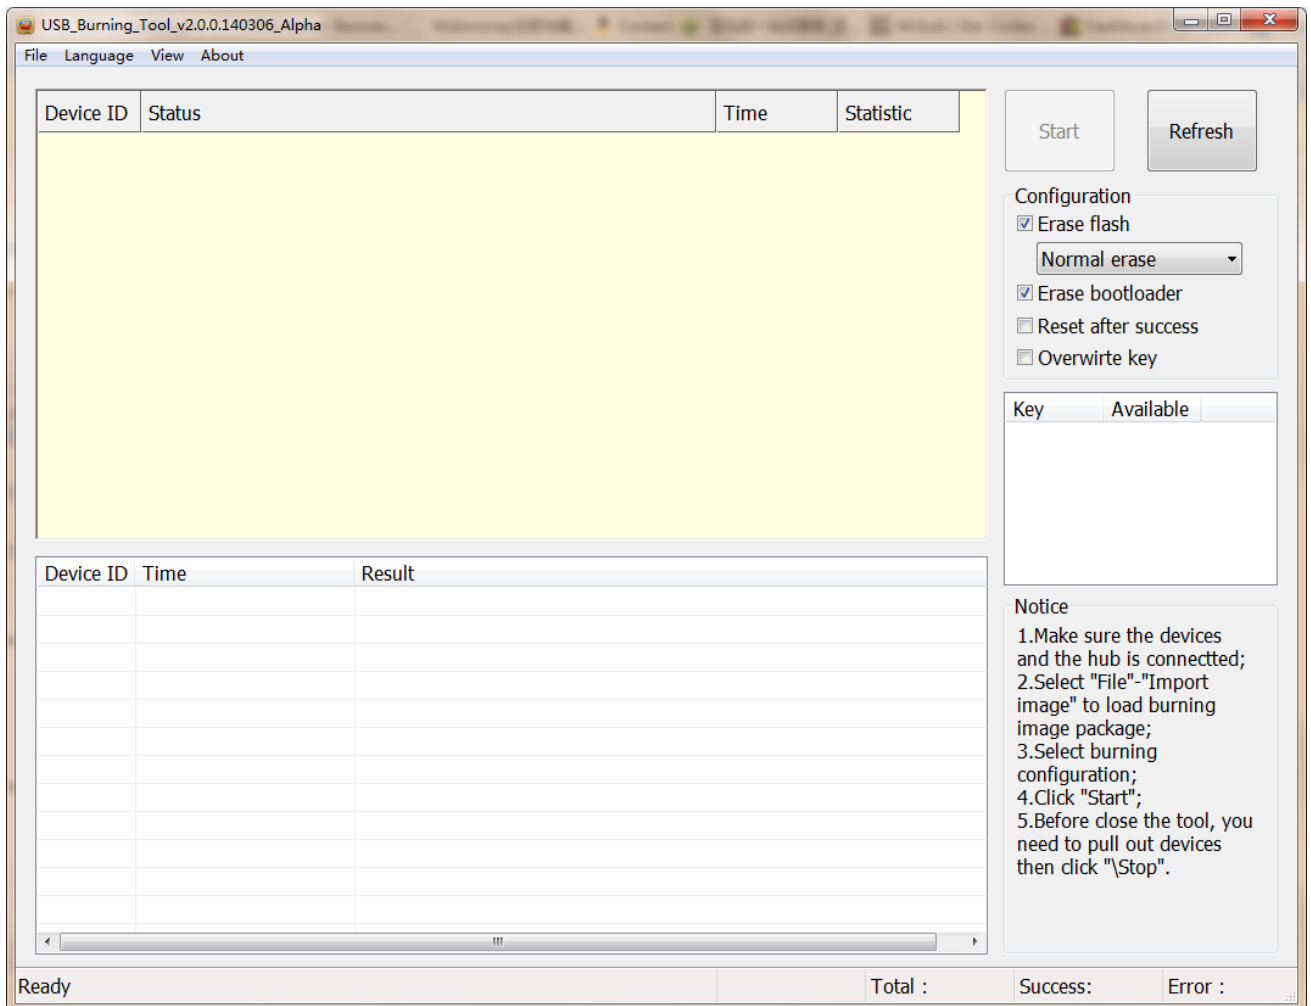 USB_Burning_Tool_v2.0.0.140306_Alpha
File Language View About
Device ID Status Time Statistic
Start Refresh
Configuration
Erase flash
Normal erase
Erase bootloader
Reset after success
Overwirte key
Key Available
Device ID Time Result
Notice
1.Make sure the devices
and the hub is connectted;
2.Select "File"-"Import
image" to load burning
image package;
3.Select burning
configuration;
4.Click "Start";
5.Before close the tool, you
need to pull out devices
then click "\Stop".
Ready Total : Success: Error :